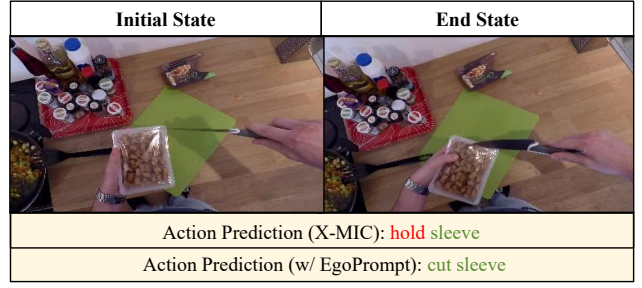 Initial State
End State
Action Prediction (X-MIC): hold sleeve
Action Prediction (w/ EgoPrompt): cut sleeve